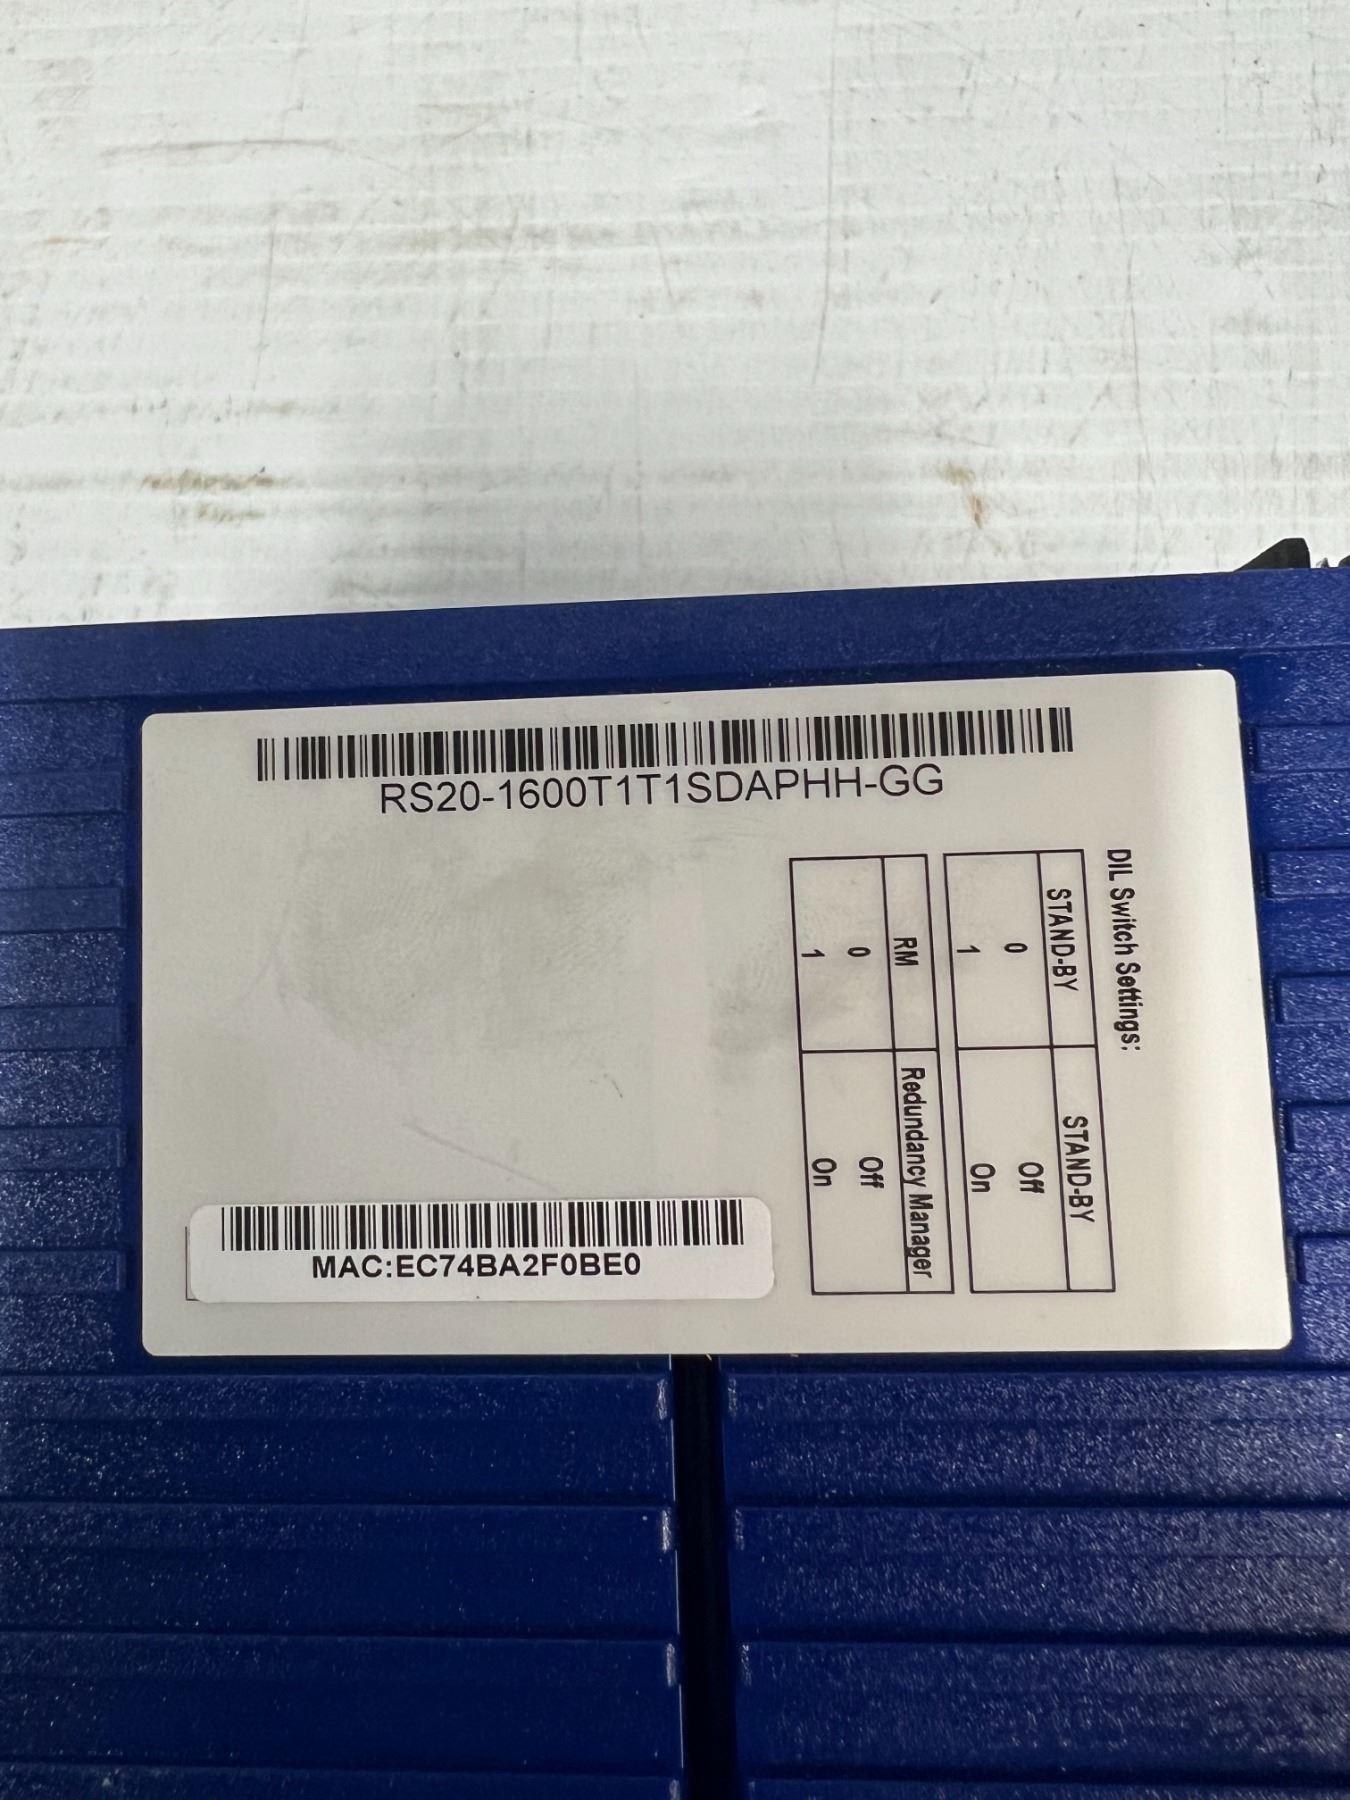 RS20-1600T1T1SDAPHH-GG
DIL Switch Settings:
STAND-BY STAND-BY
0 Off
1 On
RM Redundancy Manager
0 Off
1 On
MAC:EC74BA2F0BE0